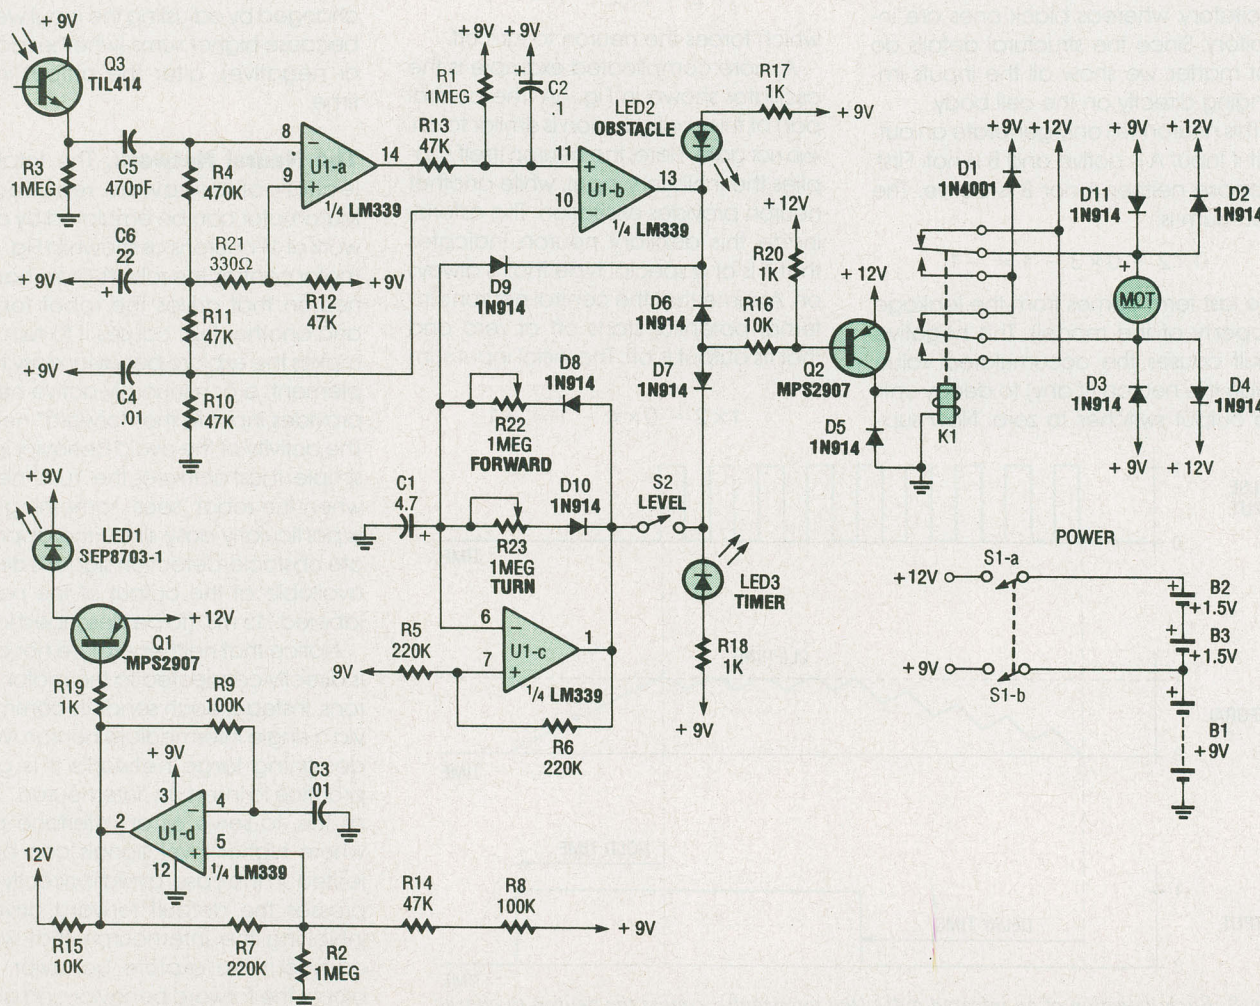 + 9V
Q3
TIL414
R3
1MEG
C5
470pF
R4
470K
8
9
−
+
U1-a
14
1/4 LM339
+ 9V
+ 9V
R1
1MEG
+
C2
R13
47K
11
10
+
−
U1-b
13
1/4 LM339
LED2
OBSTACLE
R17
1K
+ 9V
C6
22
+ 9V
+
R21
330Ω
R12
47K
+9V
R11
47K
+9V
C4
.01
R10
47K
D9
1N914
D6
1N914
D7
1N914
+12V
R20
1K
R16
10K
+ 12V
Q2
MPS2907
D5
1N914
K1
+ 9V
+12V
D1
1N4001
+ 9V
+12V
D11
1N914
D2
1N914
+
MOT
D3
1N914
D4
1N914
+ 9V
+ 12V
D8
1N914
R22
1MEG
FORWARD
C1
4.7
+
D10
1N914
R23
1MEG
TURN
S2
LEVEL
LED3
TIMER
R18
1K
+ 9V
6
7
−
+
U1-c
1
1/4 LM339
R5
220K
9V
R6
220K
+ 9V
LED1
SEP8703-1
+ 12V
Q1
MPS2907
R19
1K
R9
100K
+ 9V
3
2
4
5
−
+
U1-d
12
1/4 LM339
C3
.01
12V
R15
10K
R7
220K
R2
1MEG
R14
47K
R8
100K
+ 9V
POWER
S1-a
+12V
+9V
S1-b
B2
+
+1.5V
B3
+
+1.5V
+
B1
+9V